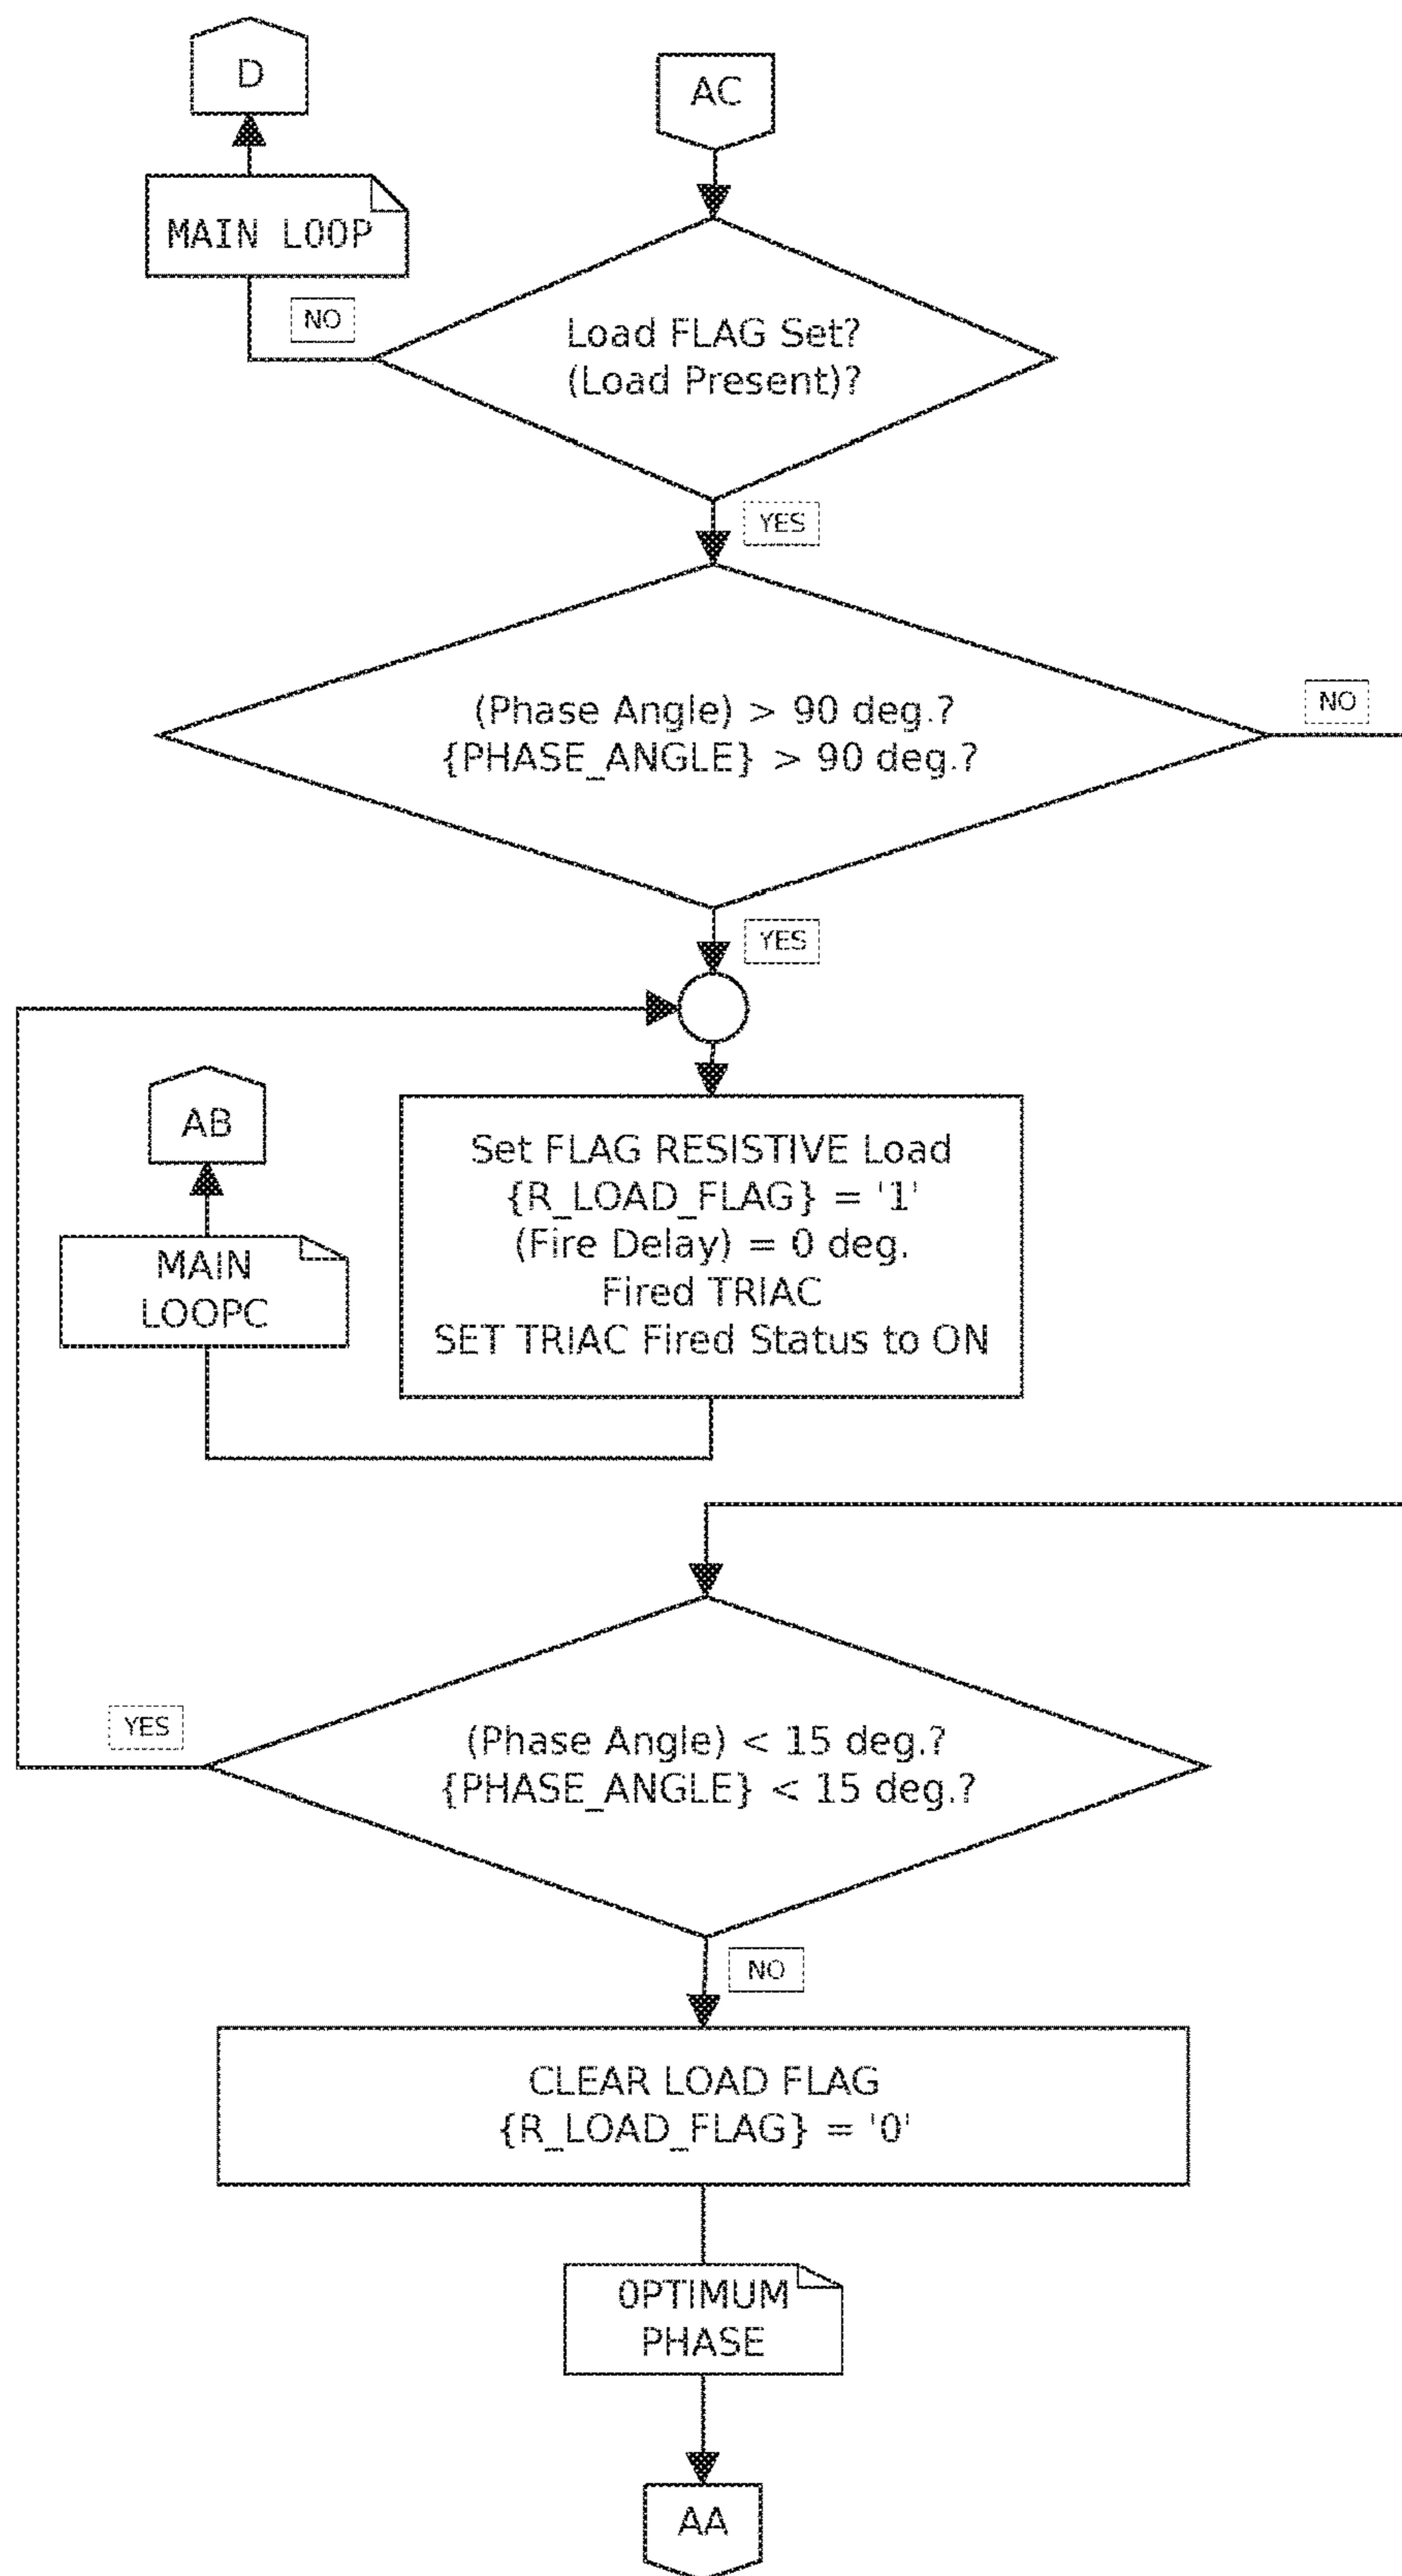 D
AC
MAIN LOOP
NO
Load FLAG Set?
(Load Present)?
YES
(Phase Angle) > 90 deg.?
{PHASE_ANGLE} > 90 deg.?
NO
YES
AB
MAIN
LOOPC
Set FLAG RESISTIVE Load
{R_LOAD_FLAG} = '1'
(Fire Delay) = 0 deg.
Fired TRIAC
SET TRIAC Fired Status to ON
YES
(Phase Angle) < 15 deg.?
{PHASE_ANGLE} < 15 deg.?
NO
CLEAR LOAD FLAG
{R_LOAD_FLAG} = '0'
0PTIMUM
PHASE
AA